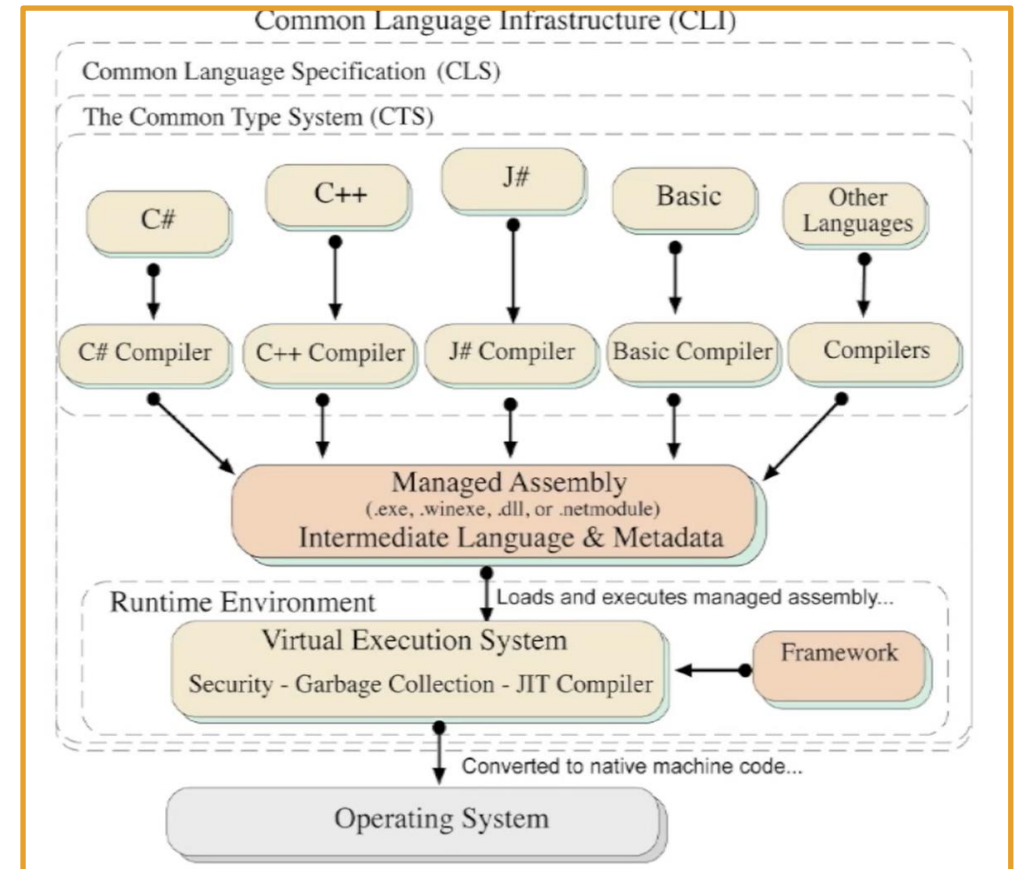 Common Language Infrastructure (CLI)
Common Language Specification (CLS)
The Common Type System (CTS)
C#
C++
J#
Basic
Other
Languages
C# Compiler
C++ Compiler
J# Compiler
Basic Compiler
Compilers
Managed Assembly
(.exe, .winexe, .dll, or .netmodule)
Intermediate Language & Metadata
Runtime Environment
Loads and executes managed assembly...
Virtual Execution System
Security - Garbage Collection - JIT Compiler
Framework
Converted to native machine code...
Operating System